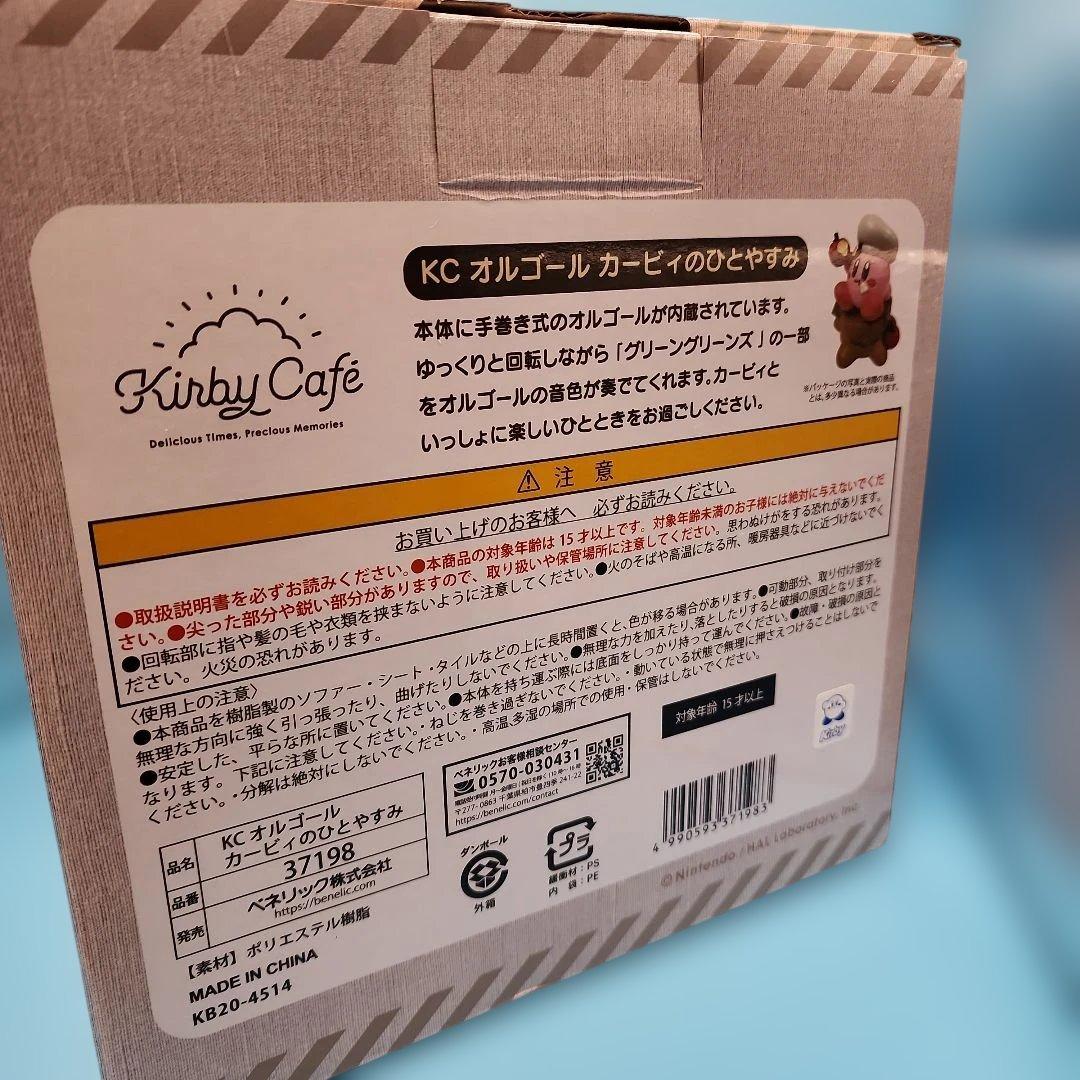 Kirby Café
Delicious Times, Precious Memories
KC オルゴール カービィのひとやすみ
本体に手巻き式のオルゴールが内蔵されています。
ゆっくりと回転しながら「グリーングリーンズ」の一部
をオルゴールの音色が奏でてくれます。カービィと
いっしょに楽しいひとときをお過ごしください。
※パッケージの写真と実際の商品
とは、多少異なる場合があります。
⚠ 注 意
お買い上げのお客様へ 必ずお読みください。
●取扱説明書を必ずお読みください。●本商品の対象年齢は15才以上です。対象年齢未満のお子様には絶対に与えないでくだ
さい。●尖った部分や鋭い部分がありますので、取り扱いや保管場所に注意してください。思わぬけがをする恐れがあります。
●回転部に指や髪の毛や衣類を挟まないように注意してください。●火のそばや高温になる所、暖房器具などに近づけないでく
ださい。火災の恐れがあります。
〈使用上の注意〉
●本商品を樹脂製のソファー・シート・タイルなどの上に長時間置くと、色が移る場合があります。●可動部分、取り付け部分を
無理な方向に強く引っ張ったり、曲げたりしないでください。●無理な力を加えたり、落としたりすると破損の原因となります。
●安定した、平らな所に置いてください。●本体を持ち運ぶ際には底面をしっかり持って運んでください。●故障・破損の原因と
なります。下記に注意してください。・ねじを巻き過ぎないでください。・動いている状態で無理に押さえつけることはしないで
ください。・分解は絶対にしないでください。・高温、多湿の場所での使用・保管はしないでください。
対象年齢 15才以上
Kirby
品名 KC オルゴール
カービィのひとやすみ
品番 37198
発売 ベネリック株式会社
https://benelic.com
【素材】ポリエステル樹脂
MADE IN CHINA
KB20-4514
ベネリックお客様相談センター
0570-030431
〒277-0863 千葉県柏市豊四季 241-22
https://benelic.com/contact
ダンボール
外箱
プラ
緩衝材：PS
内 袋：PE
4 990593 371983
©Nintendo / HAL Laboratory, Inc.